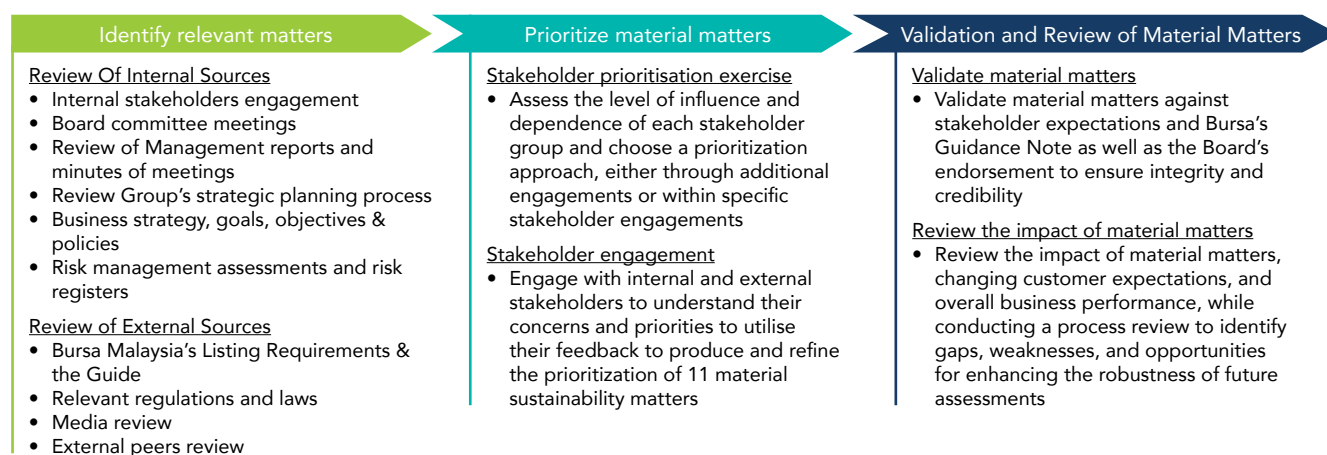 Identify relevant matters
Review Of Internal Sources
• Internal stakeholders engagement
• Board committee meetings
• Review of Management reports and
minutes of meetings
• Review Group's strategic planning process
• Business strategy, goals, objectives &
policies
• Risk management assessments and risk
registers
Review of External Sources
• Bursa Malaysia's Listing Requirements &
the Guide
• Relevant regulations and laws
• Media review
• External peers review
Prioritize material matters
Stakeholder prioritisation exercise
• Assess the level of influence and
dependence of each stakeholder
group and choose a prioritization
approach, either through additional
engagements or within specific
stakeholder engagements
Stakeholder engagement
• Engage with internal and external
stakeholders to understand their
concerns and priorities to utilise
their feedback to produce and refine
the prioritization of 11 material
sustainability matters
Validation and Review of Material Matters
Validate material matters
• Validate material matters against
stakeholder expectations and Bursa's
Guidance Note as well as the Board's
endorsement to ensure integrity and
credibility
Review the impact of material matters
• Review the impact of material matters,
changing customer expectations, and
overall business performance, while
conducting a process review to identify
gaps, weaknesses, and opportunities
for enhancing the robustness of future
assessments